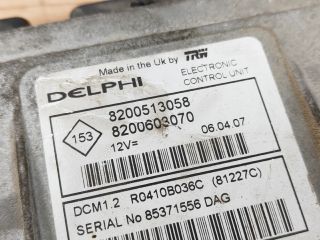 Made in the Uk by TRW
DELPHI
ELECTRONIC
CONTROL UNIT
8200513058
153
8200603070
12V=
06.04.07
DCM1.2 R0410B036C (81227C)
SERIAL No 85371556 DAG